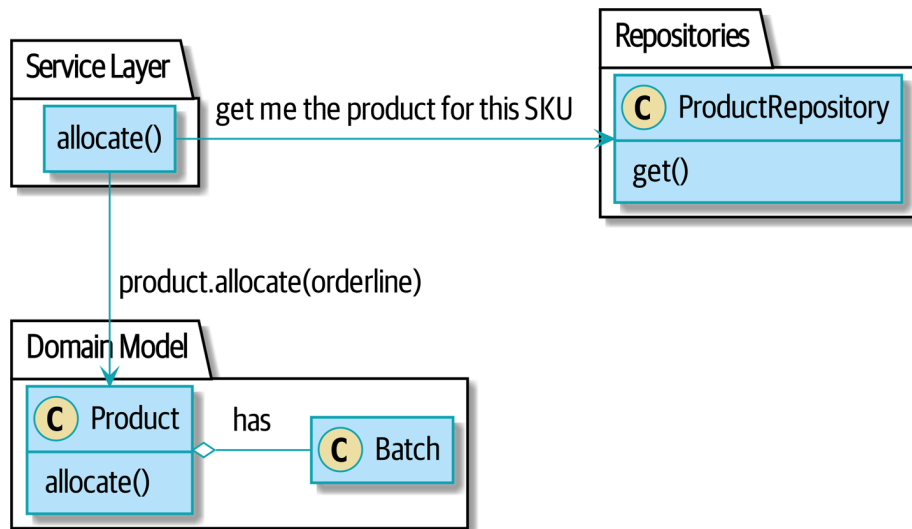 Repositories
Service Layer
C ProductRepository
get me the product for this SKU
allocate()
get()
product.allocate(orderline)
Domain Model
C Product
has
C Batch
allocate()